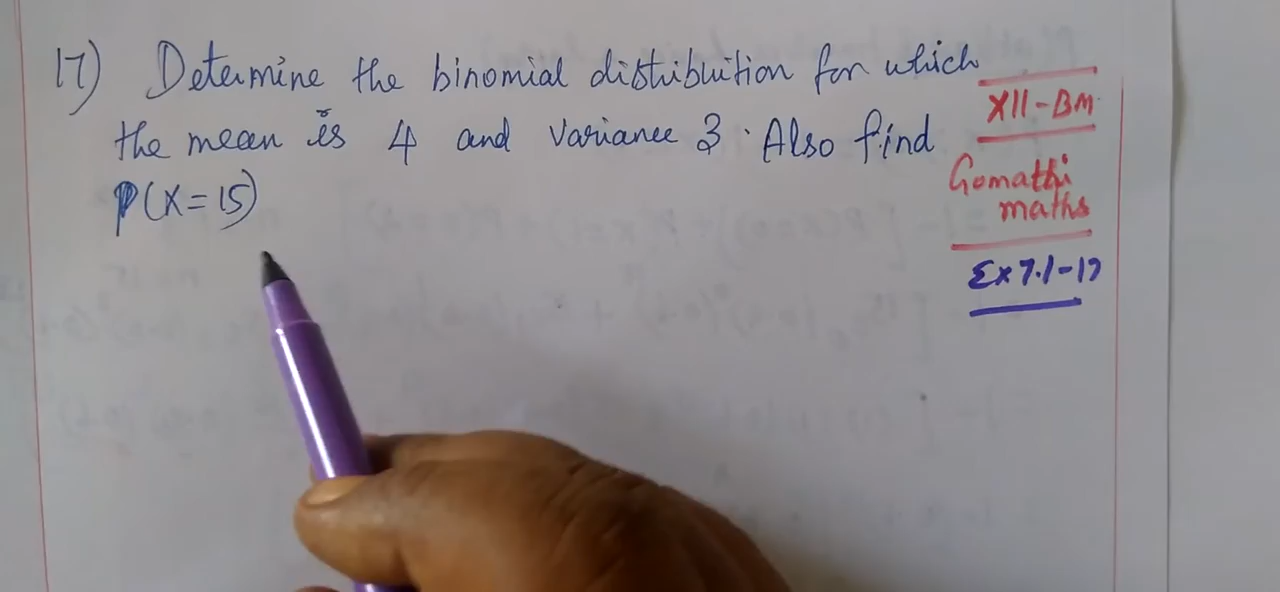 17) Determine the binomial distribution for which
the mean is 4 and variance 3. Also find
P(X=15)
XII-BM
Gomathi
maths
Ex 7.1-17